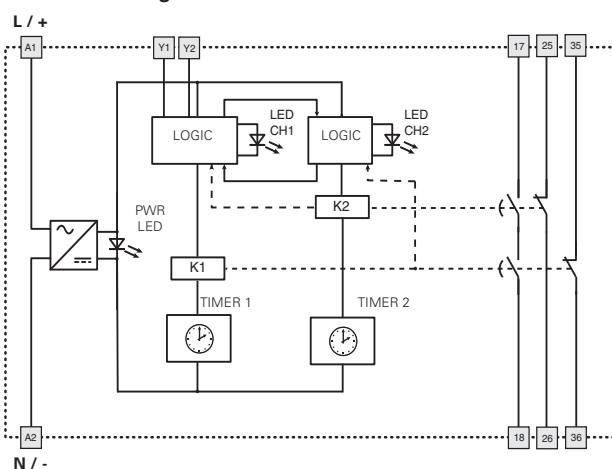 L / +
A1
Y1
Y2
17
25
35
LOGIC
LED
CH1
LOGIC
LED
CH2
K2
PWR
LED
K1
TIMER 1
TIMER 2
A2
18
26
36
N / -